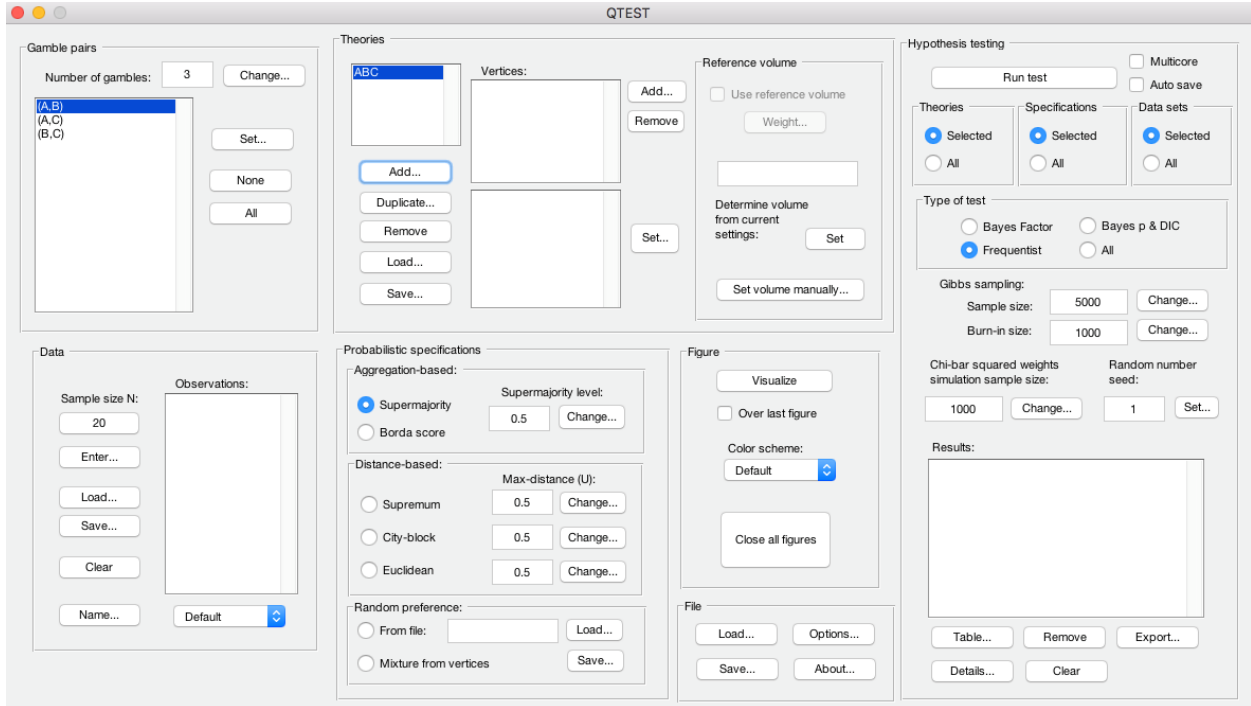 QTEST
Gamble pairs
Number of gambles: 3 Change...
(A,B)
(A,C)
(B,C)
Set...
None
All
Theories
ABC
Add...
Duplicate...
Remove
Load...
Save...
Vertices:
Add...
Remove
Set...
Reference volume
Use reference volume
Weight...
Determine volume
from current
settings:
Set
Set volume manually...
Data
Sample size N:
20
Enter...
Load...
Save...
Clear
Name...
Observations:
Default
Probabilistic specifications
Aggregation-based:
Supermajority level:
Supermajority 0.5 Change...
Borda score
Distance-based:
Max-distance (U):
Supremum 0.5 Change...
City-block 0.5 Change...
Euclidean 0.5 Change...
Random preference:
From file: Load...
Mixture from vertices Save...
Figure
Visualize
Over last figure
Color scheme:
Default
Close all figures
File
Load... Options...
Save... About...
Hypothesis testing
Run test
Multicore
Auto save
Theories
Selected
All
Specifications
Selected
All
Data sets
Selected
All
Type of test
Bayes Factor Bayes p & DIC
Frequentist All
Gibbs sampling:
Sample size: 5000 Change...
Burn-in size: 1000 Change...
Chi-bar squared weights
simulation sample size:
1000 Change...
Random number
seed:
1 Set...
Results:
Table... Remove Export...
Details... Clear